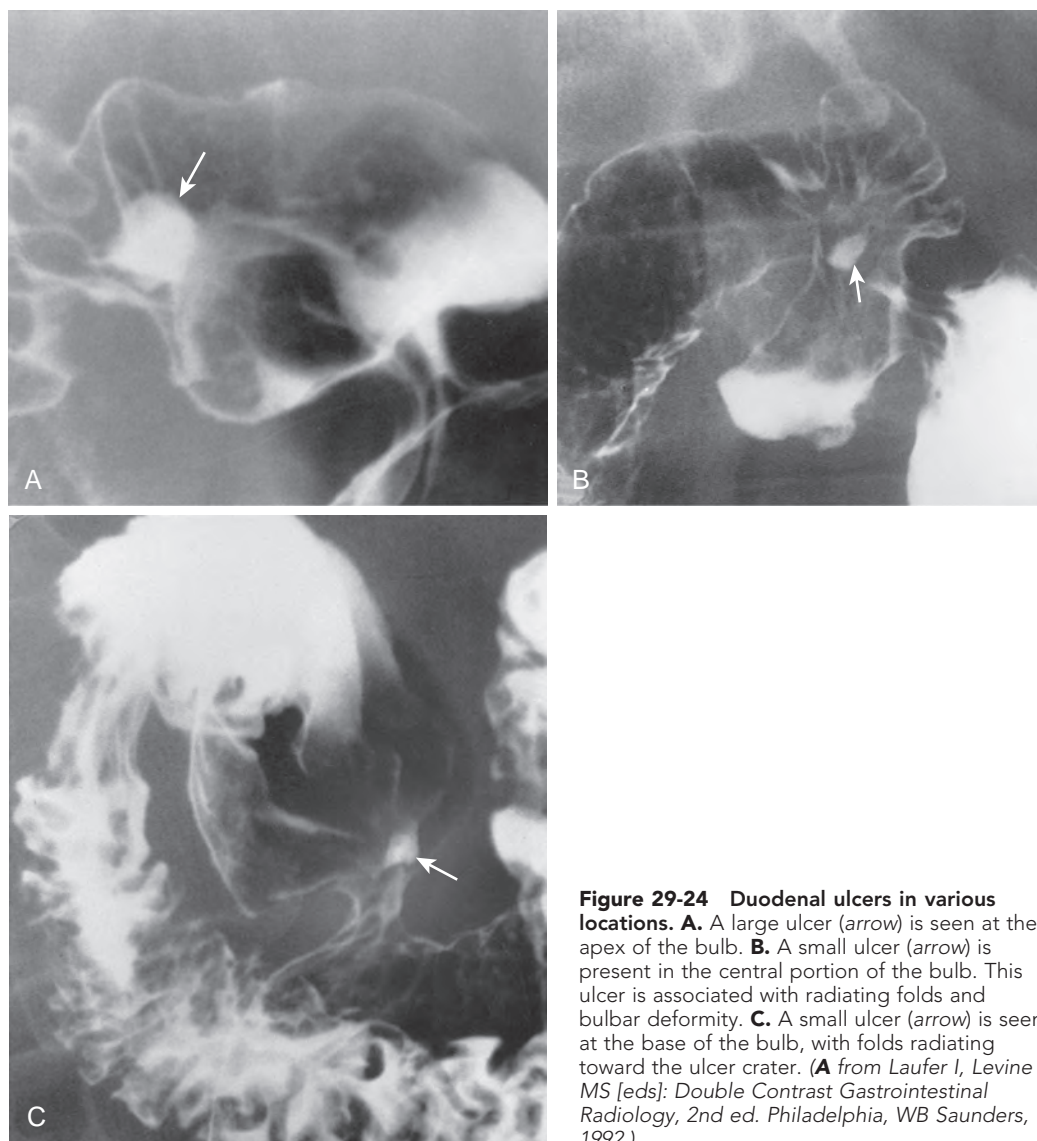 A
B
C
Figure 29-24 Duodenal ulcers in various
locations. A. A large ulcer (arrow) is seen at the
apex of the bulb. B. A small ulcer (arrow) is
present in the central portion of the bulb. This
ulcer is associated with radiating folds and
bulbar deformity. C. A small ulcer (arrow) is seen
at the base of the bulb, with folds radiating
toward the ulcer crater. (A from Laufer I, Levine
MS [eds]: Double Contrast Gastrointestinal
Radiology, 2nd ed. Philadelphia, WB Saunders,
1992.)